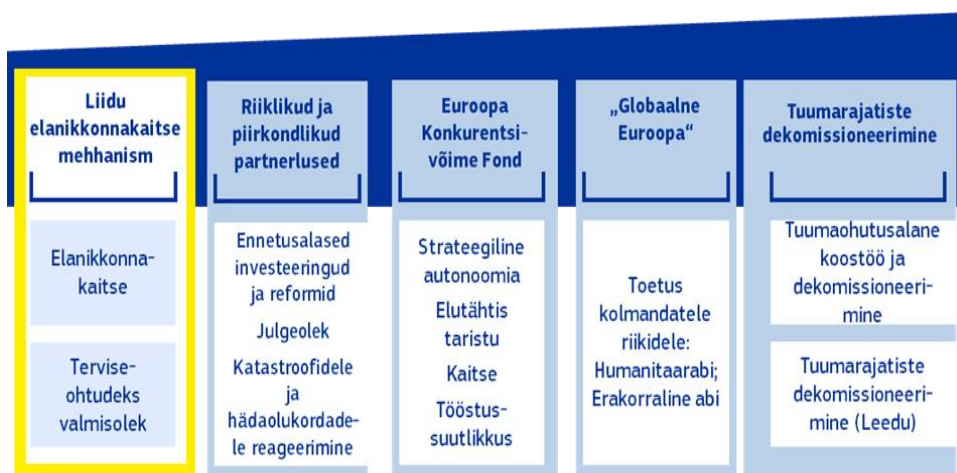 Liidu
elanikkonnakaitse
mehhanism
Elanikkonna-
kaitse
Tervise-
ohtudeks
valmisolek
Riiklikud ja
piirkondlikud
partnerlused
Ennetusalased
investeeringud
ja reformid
Julgeolek
Katastroofidele
ja
hädaolukordade-
le reageerimine
Euroopa
Konkurentsi-
võime Fond
Strateegiline
autonoomia
Elutähtis
taristu
Kaitse
Tööstus-
suutlikkus
„Globaalne
Euroopa“
Toetus
kolmandatele
riikidele:
Humanitaarabi;
Erakorraline abi
Tuumarajatiste
dekomissioneerimine
Tuumaohutusalane
koostöö ja
dekomissioneeri-
mine
Tuumarajatiste
dekomissioneeri-
mine (Leedu)